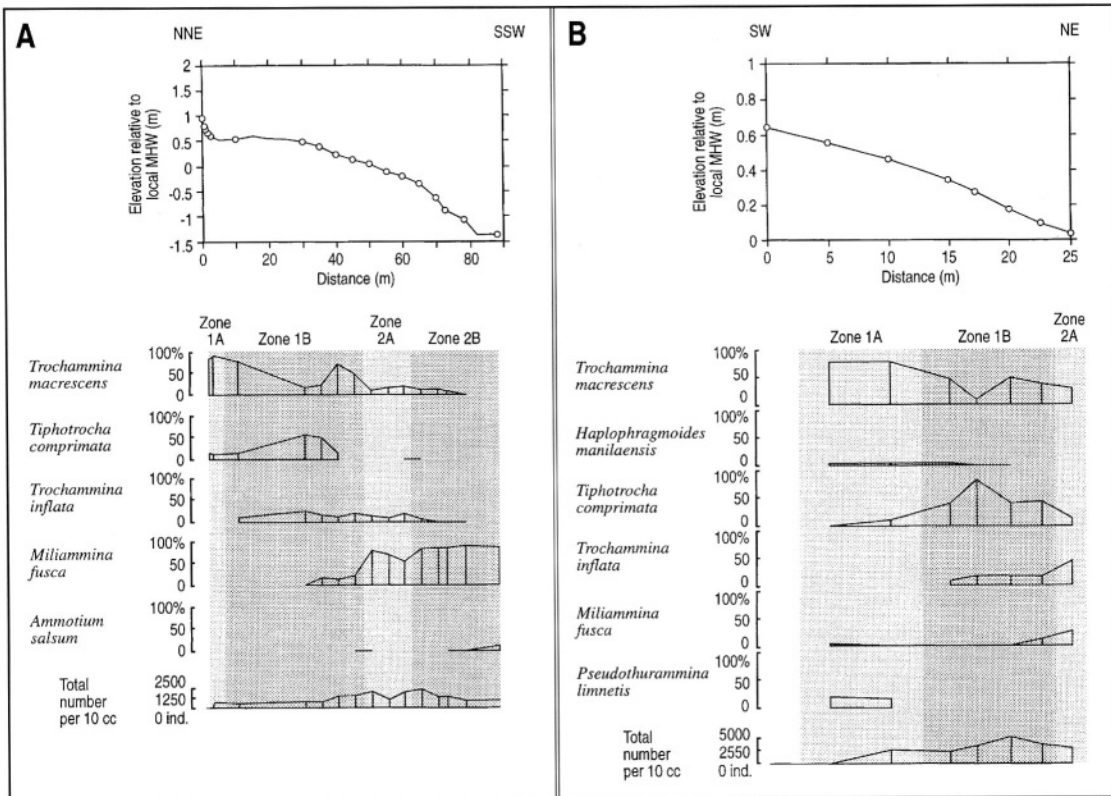 A
NNE SSW
2
1.5
1
0.5
0
-0.5
-1
-1.5
Elevation relative to
local MHW (m)
0 20 40 60 80 100
Distance (m)
Zone
1A
Zone 1B
Zone
2A
Zone 2B
Trochammina
macrescens
100%
50
0
Tiphotrocha
comprimata
100%
50
0
Trochammina
inflata
100%
50
0
Miliammina
fusca
100%
50
0
Ammotium
salsum
100%
50
0
Total
number
per 10 cc
2500
1250
0 ind.
B
SW NE
1
0.8
0.6
0.4
0.2
0
Elevation relative to
local MHW (m)
0 5 10 15 20 25
Distance (m)
Zone 1A
Zone 1B
Zone
2A
Trochammina
macrescens
100%
50
0
Haplophragmoides
manilaensis
100%
50
0
Tiphotrocha
comprimata
100%
50
0
Trochammina
inflata
100%
50
0
Miliammina
fusca
100%
50
0
Pseudothurammina
limnetis
100%
50
0
Total
number
per 10 cc
5000
2550
0 ind.